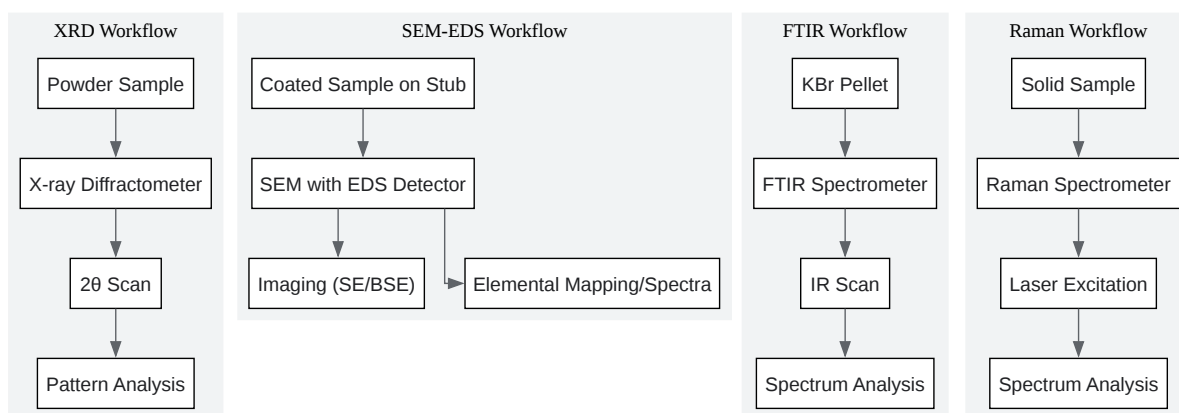 XRD Workflow
Powder Sample
X-ray Diffractometer
2θ Scan
Pattern Analysis
SEM-EDS Workflow
Coated Sample on Stub
SEM with EDS Detector
Imaging (SE/BSE)
Elemental Mapping/Spectra
FTIR Workflow
KBr Pellet
FTIR Spectrometer
IR Scan
Spectrum Analysis
Raman Workflow
Solid Sample
Raman Spectrometer
Laser Excitation
Spectrum Analysis